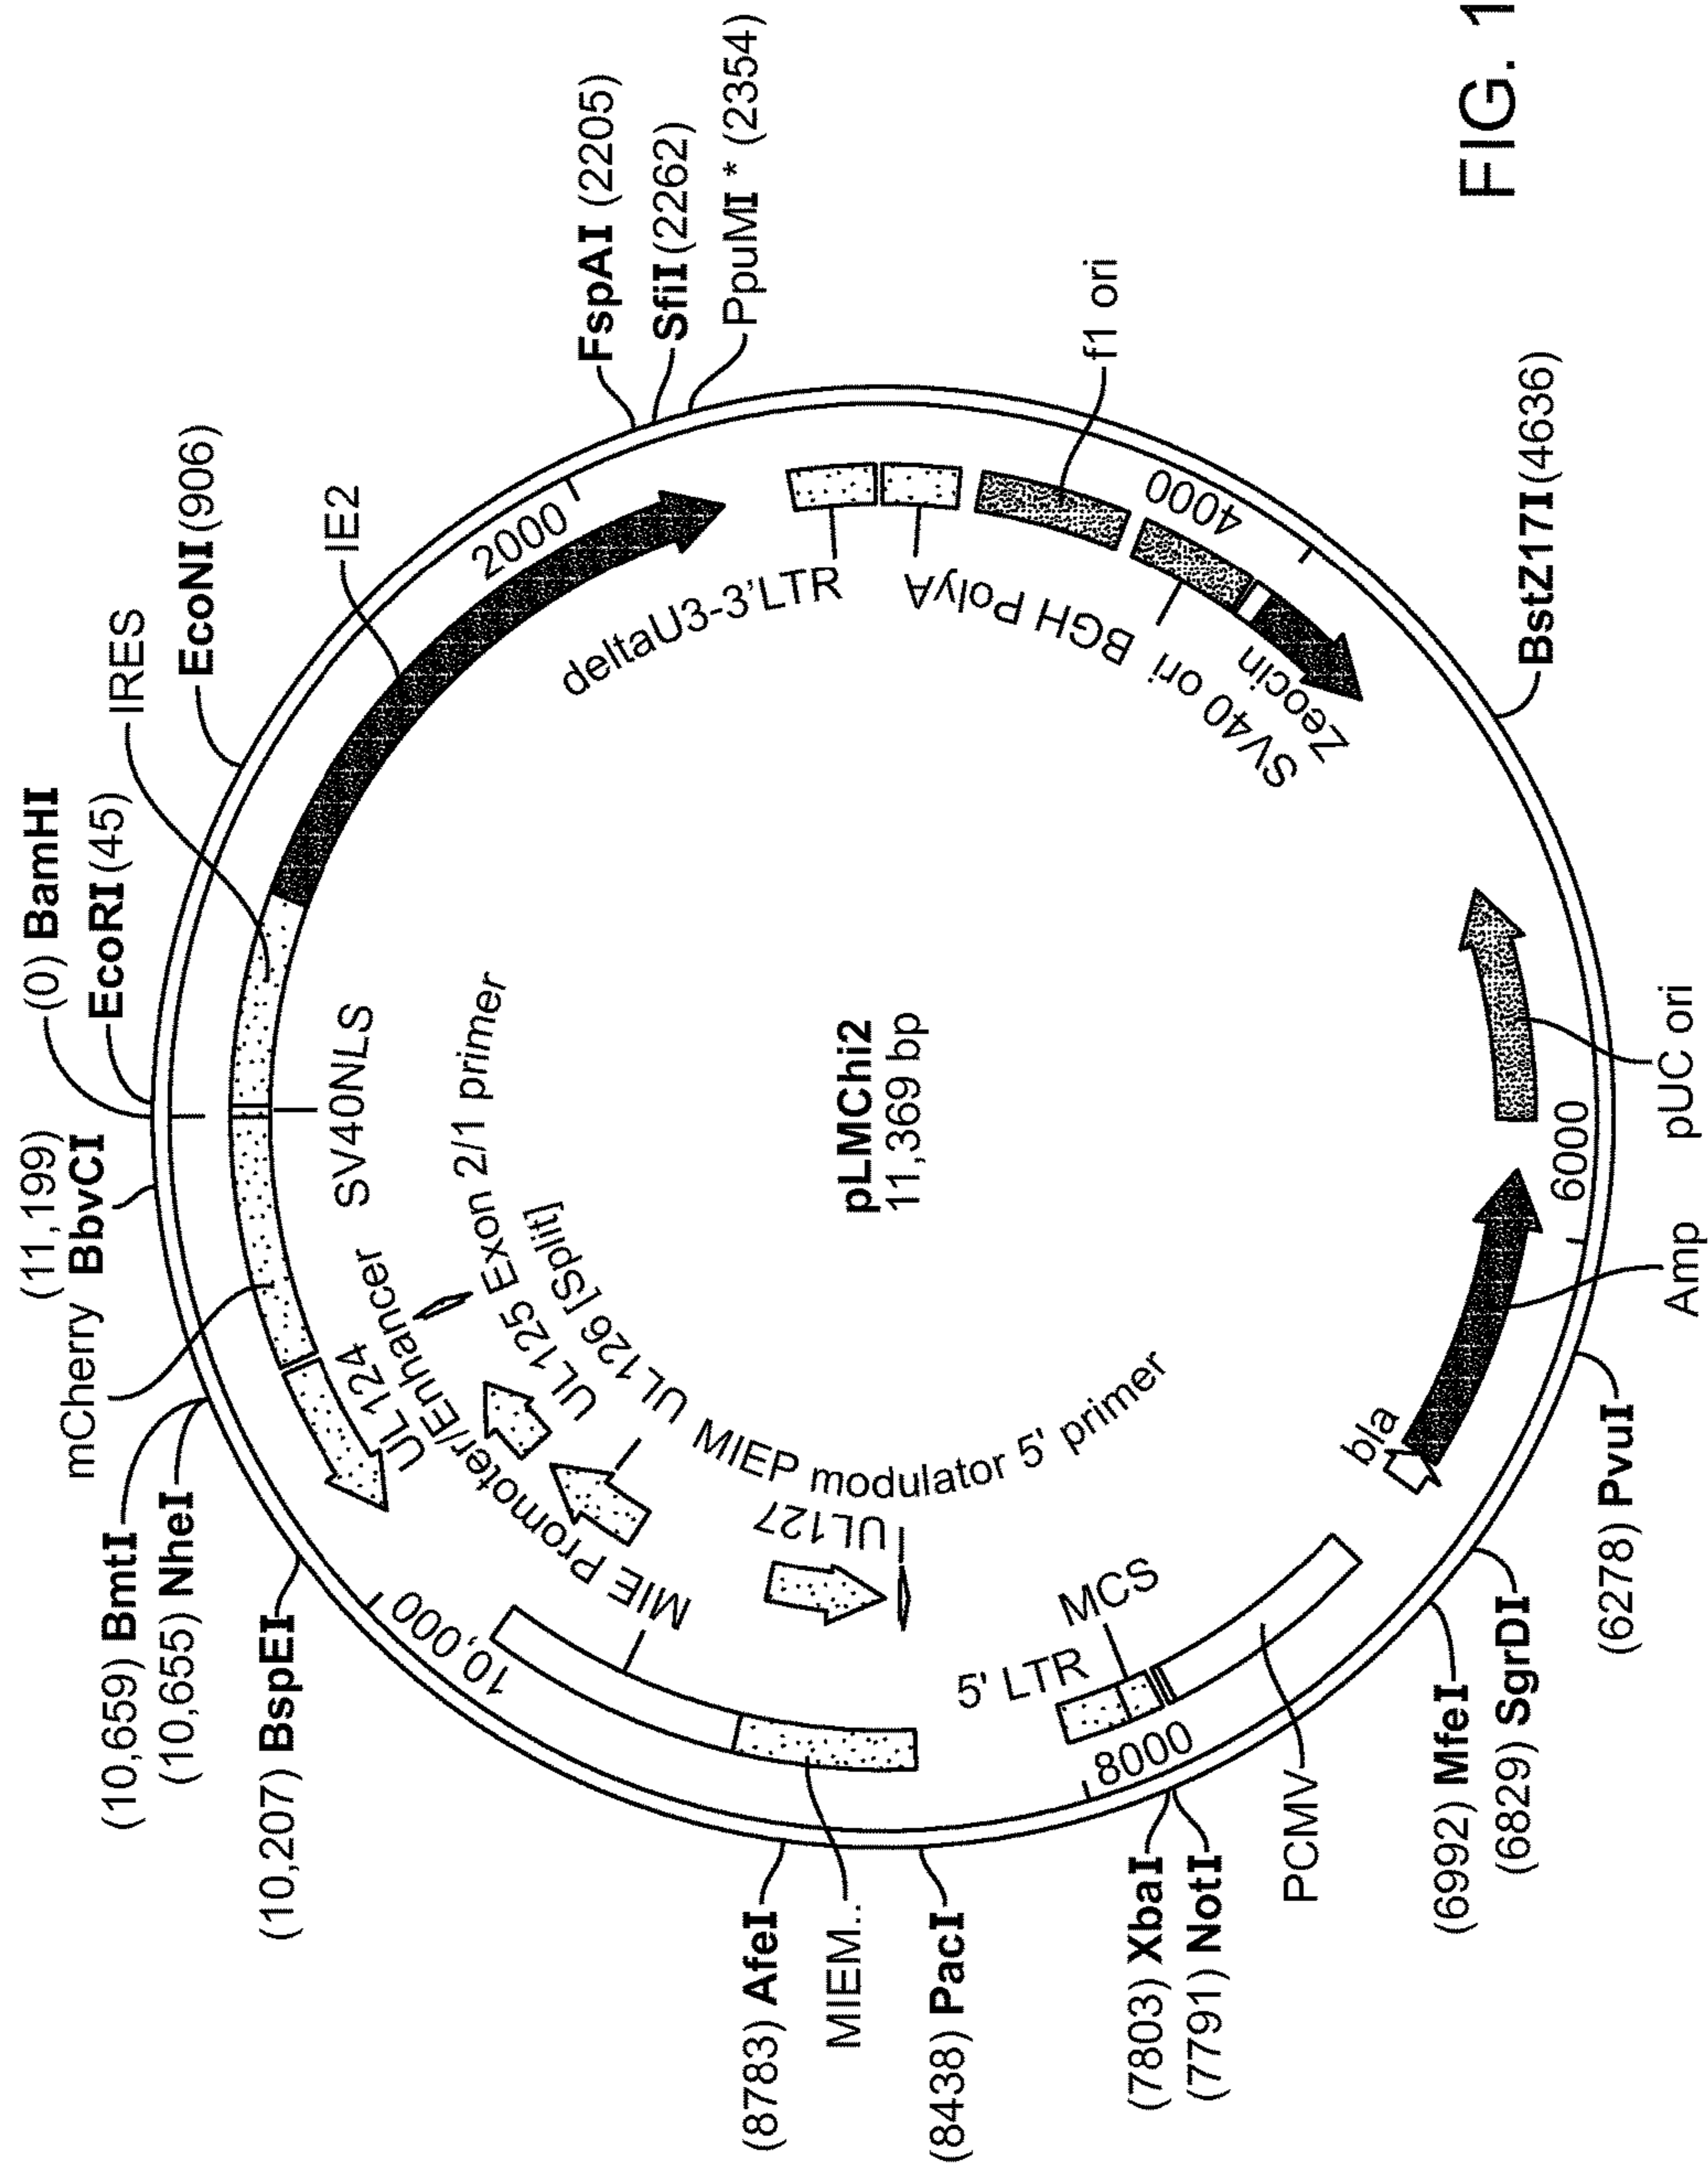 (0) BamHI
EcoRI (45)
IRES
EcoNI (906)
IE2
2000
FspAI (2205)
SfiI (2262)
PpuMI * (2354)
deltaU3-3'LTR
BGH PolyA
f1 ori
4000
SV40 ori
Zeocin
BstZ17I (4636)
pUC ori
6000
Amp
bla
(6278) PvuI
(6829) SgrDI
(6992) MfeI
PCMV
(7791) NotI
(7803) XbaI
8000
MCS
5' LTR
(8438) PacI
MIEM..
(8783) AfeI
MIEP modulator 5' primer
UL127
UL126 [Split]
UL125 Exon 2/1 primer
MIE Promoter/Enhancer
UL124
10,000
(10,207) BspEI
(10,655) NheI
(10,659) BmtI
mCherry
(11,199)
BbvCI
SV40NLS
pLMChi2
11,369 bp
FIG. 1